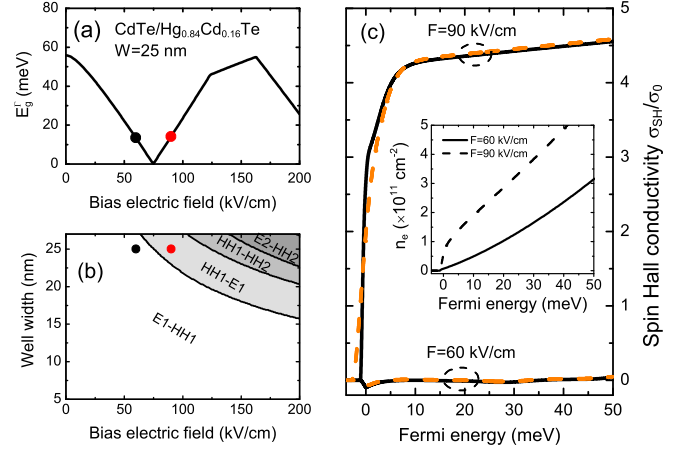 (a)
CdTe/Hg0.84Cd0.16Te
W=25 nm
80
60
40
20
0
EgΓ (meV)
0 50 100 150 200
Bias electric field (kV/cm)
(b)
25
20
15
10
5
Well width (nm)
E2-HH2
HH1-HH2
HH1-E1
E1-HH1
0 50 100 150 200
Bias electric field (kV/cm)
(c)
F=90 kV/cm
5
4
3
2
1
0
ne (×10^11 cm^-2)
F=60 kV/cm
F=90 kV/cm
0 10 20 30 40 50
Fermi energy (meV)
F=60 kV/cm
0 10 20 30 40 50
Fermi energy (meV)
5
4
3
2
1
0
Spin Hall conductivity σSH/σ0